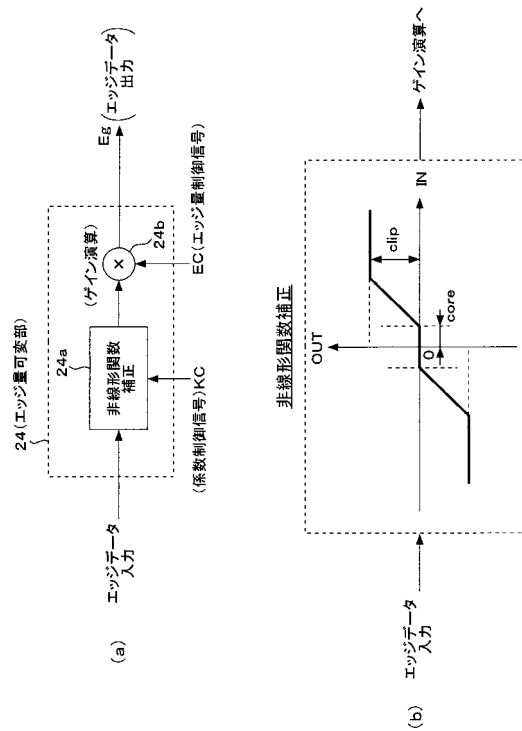 (a)
24(エッジ量可変部)
エッジデータ
入力
24a
非線形関数
補正
(係数制御信号)KC
(ゲイン演算)
×
24b
EC(エッジ量制御信号)
Eg
(エッジデータ
出力)
(b)
非線形関数補正
エッジデータ
入力
OUT
clip
IN
0
core
ゲイン演算へ